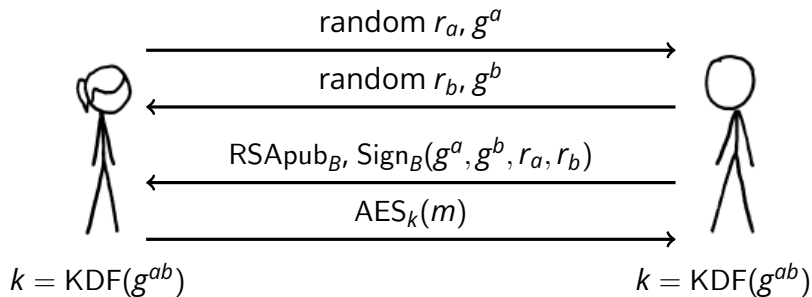 random r_a, g^a
random r_b, g^b
RSApub_B, Sign_B(g^a, g^b, r_a, r_b)
AES_k(m)
k = KDF(g^{ab})
k = KDF(g^{ab})